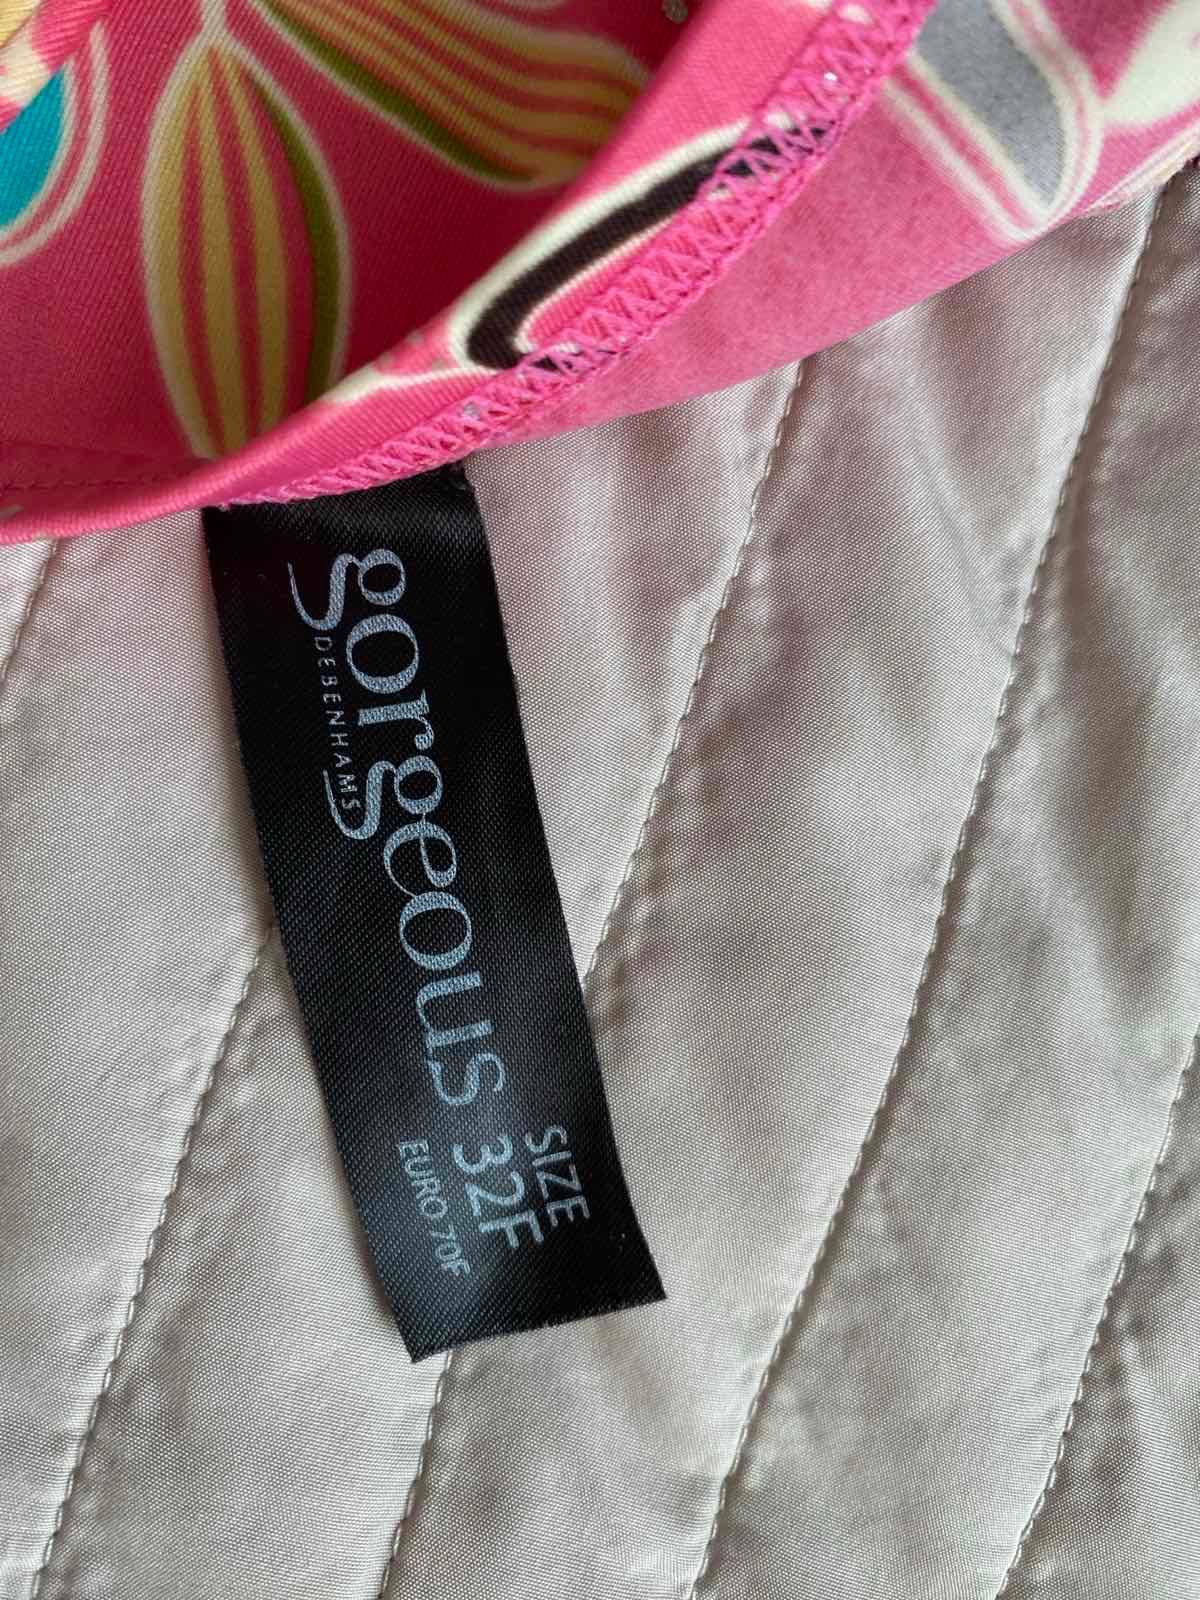 gorgeous
DEBENHAMS
SIZE
32F
EURO 70F